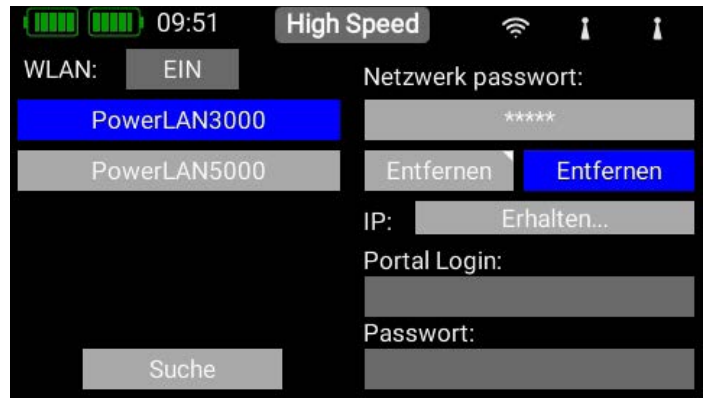 09:51 High Speed
WLAN: EIN
PowerLAN3000
PowerLAN5000
Suche
Netzwerk passwort:
*****
Entfernen Entfernen
IP: Erhalten...
Portal Login:
Passwort: